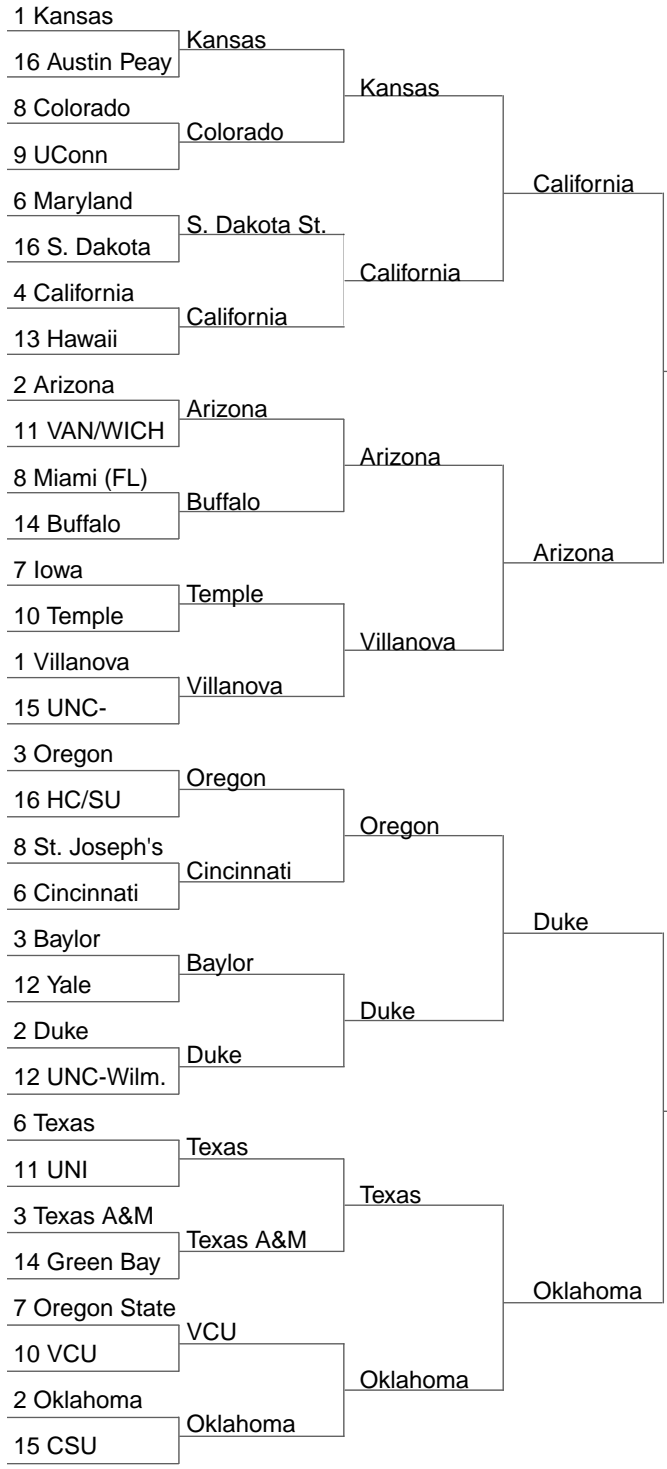 1 Kansas
16 Austin Peay
8 Colorado
9 UConn
6 Maryland
16 S. Dakota
4 California
13 Hawaii
2 Arizona
11 VAN/WICH
8 Miami (FL)
14 Buffalo
7 Iowa
10 Temple
1 Villanova
15 UNC-
3 Oregon
16 HC/SU
8 St. Joseph's
6 Cincinnati
3 Baylor
12 Yale
2 Duke
12 UNC-Wilm.
6 Texas
11 UNI
3 Texas A&M
14 Green Bay
7 Oregon State
10 VCU
2 Oklahoma
15 CSU
Kansas
Colorado
S. Dakota St.
California
Arizona
Buffalo
Temple
Villanova
Oregon
Cincinnati
Baylor
Duke
Texas
Texas A&M
VCU
Oklahoma
Kansas
California
Arizona
Villanova
Oregon
Duke
Texas
Oklahoma
California
Arizona
Duke
Oklahoma